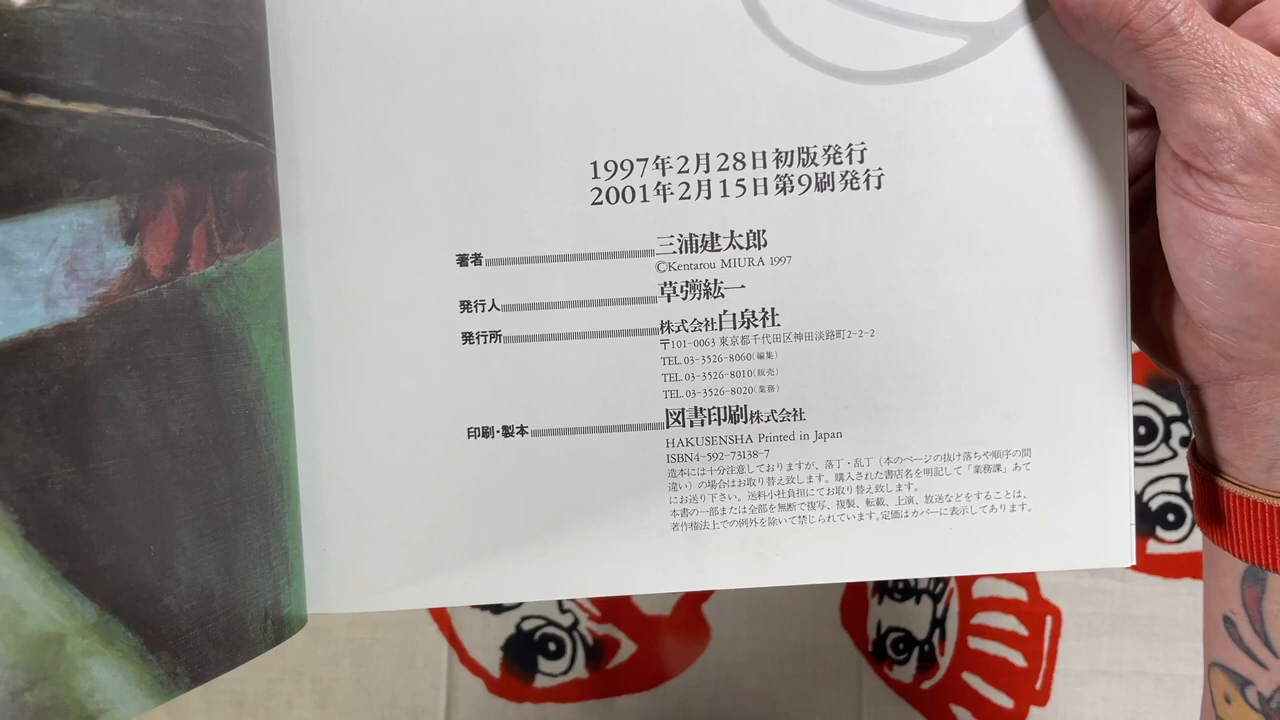 1997年2月28日初版発行
2001年2月15日第9刷発行
著者 三浦建太郎
©Kentarou MIURA 1997
発行人 草彅紘一
発行所 株式会社白泉社
〒101-0063 東京都千代田区神田淡路町2-2-2
TEL.03-3526-8060(編集)
TEL.03-3526-8010(販売)
TEL.03-3526-8020(業務)
印刷・製本 図書印刷株式会社
HAKUSENSHA Printed in Japan
ISBN4-592-73138-7
造本には十分注意しておりますが、落丁・乱丁(本のページの抜け落ちや順序の間
違い)の場合はお取り替え致します。購入された書店名を明記して「業務課」あて
にお送り下さい。送料小社負担にてお取り替え致します。
本書の一部または全部を無断で複写、複製、転載、上演、放送などをすることは、
著作権法上での例外を除いて禁じられています。定価はカバーに表示してあります。